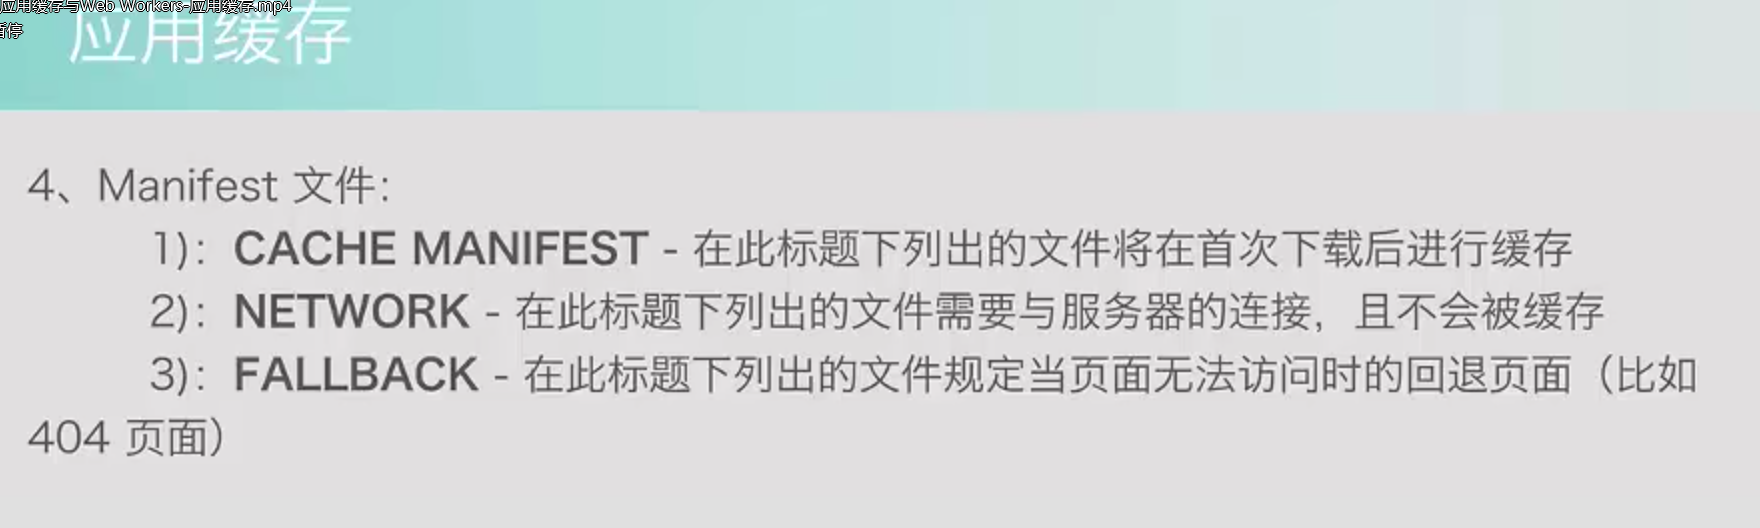 应用缓存与Web Workers-应用缓存.mp4
暂停
应用缓存
4、Manifest 文件:
1)：CACHE MANIFEST - 在此标题下列出的文件将在首次下载后进行缓存
2)：NETWORK - 在此标题下列出的文件需要与服务器的连接，且不会被缓存
3)：FALLBACK - 在此标题下列出的文件规定当页面无法访问时的回退页面（比如
404 页面）